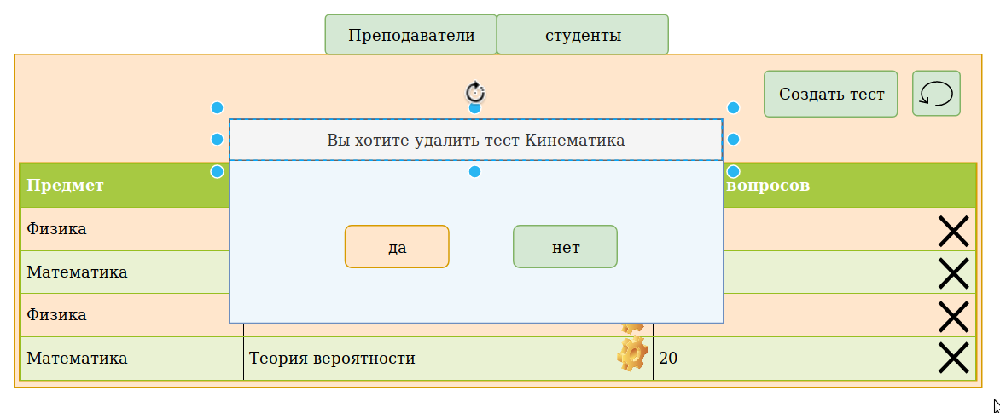 Преподаватели студенты
Создать тест
Вы хотите удалить тест Кинематика
Предмет вопросов
Физика
да нет
Математика
Физика
Математика Теория вероятности 20